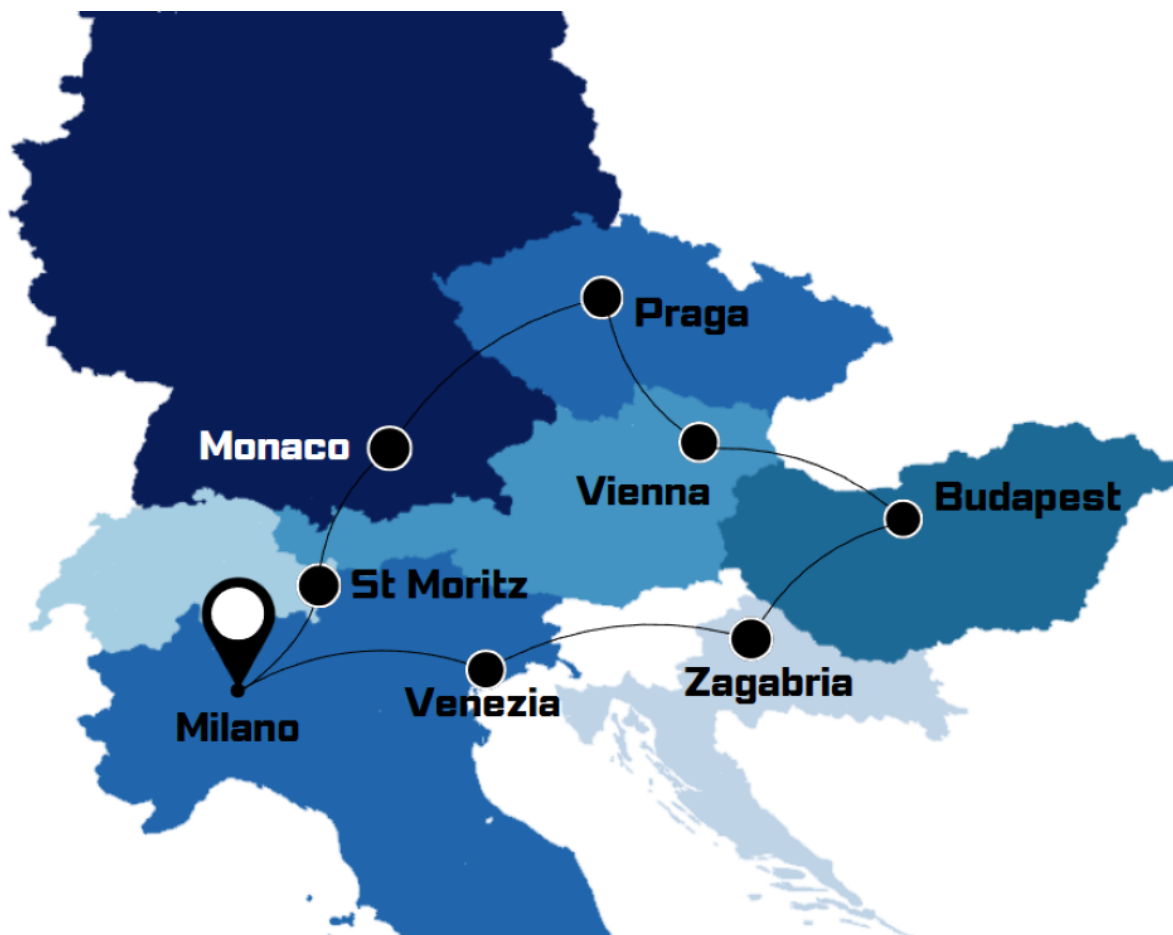 Praga
Monaco
Vienna
Budapest
St Moritz
Zagabria
Venezia
Milano